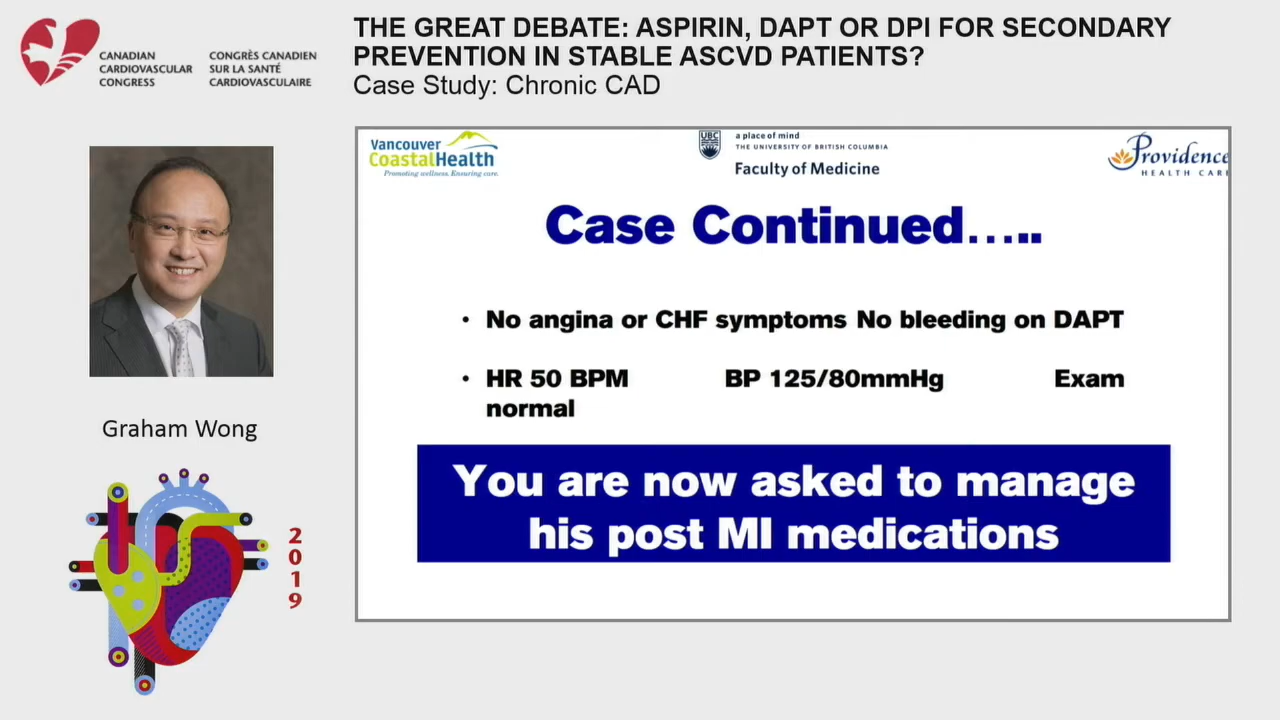 THE GREAT DEBATE: ASPIRIN, DAPT OR DPI FOR SECONDARY
PREVENTION IN STABLE ASCVD PATIENTS?
Case Study: Chronic CAD
CANADIAN
CARDIOVASCULAR
CONGRESS
CONGRÈS CANADIEN
SUR LA SANTÉ
CARDIOVASCULAIRE
Vancouver
CoastalHealth
Promoting wellness. Ensuring care.
UBC
a place of mind
THE UNIVERSITY OF BRITISH COLUMBIA
Faculty of Medicine
Providence
HEALTH CARE
Case Continued…..
• No angina or CHF symptoms No bleeding on DAPT
• HR 50 BPM BP 125/80mmHg Exam
normal
You are now asked to manage
his post MI medications
Graham Wong
2019